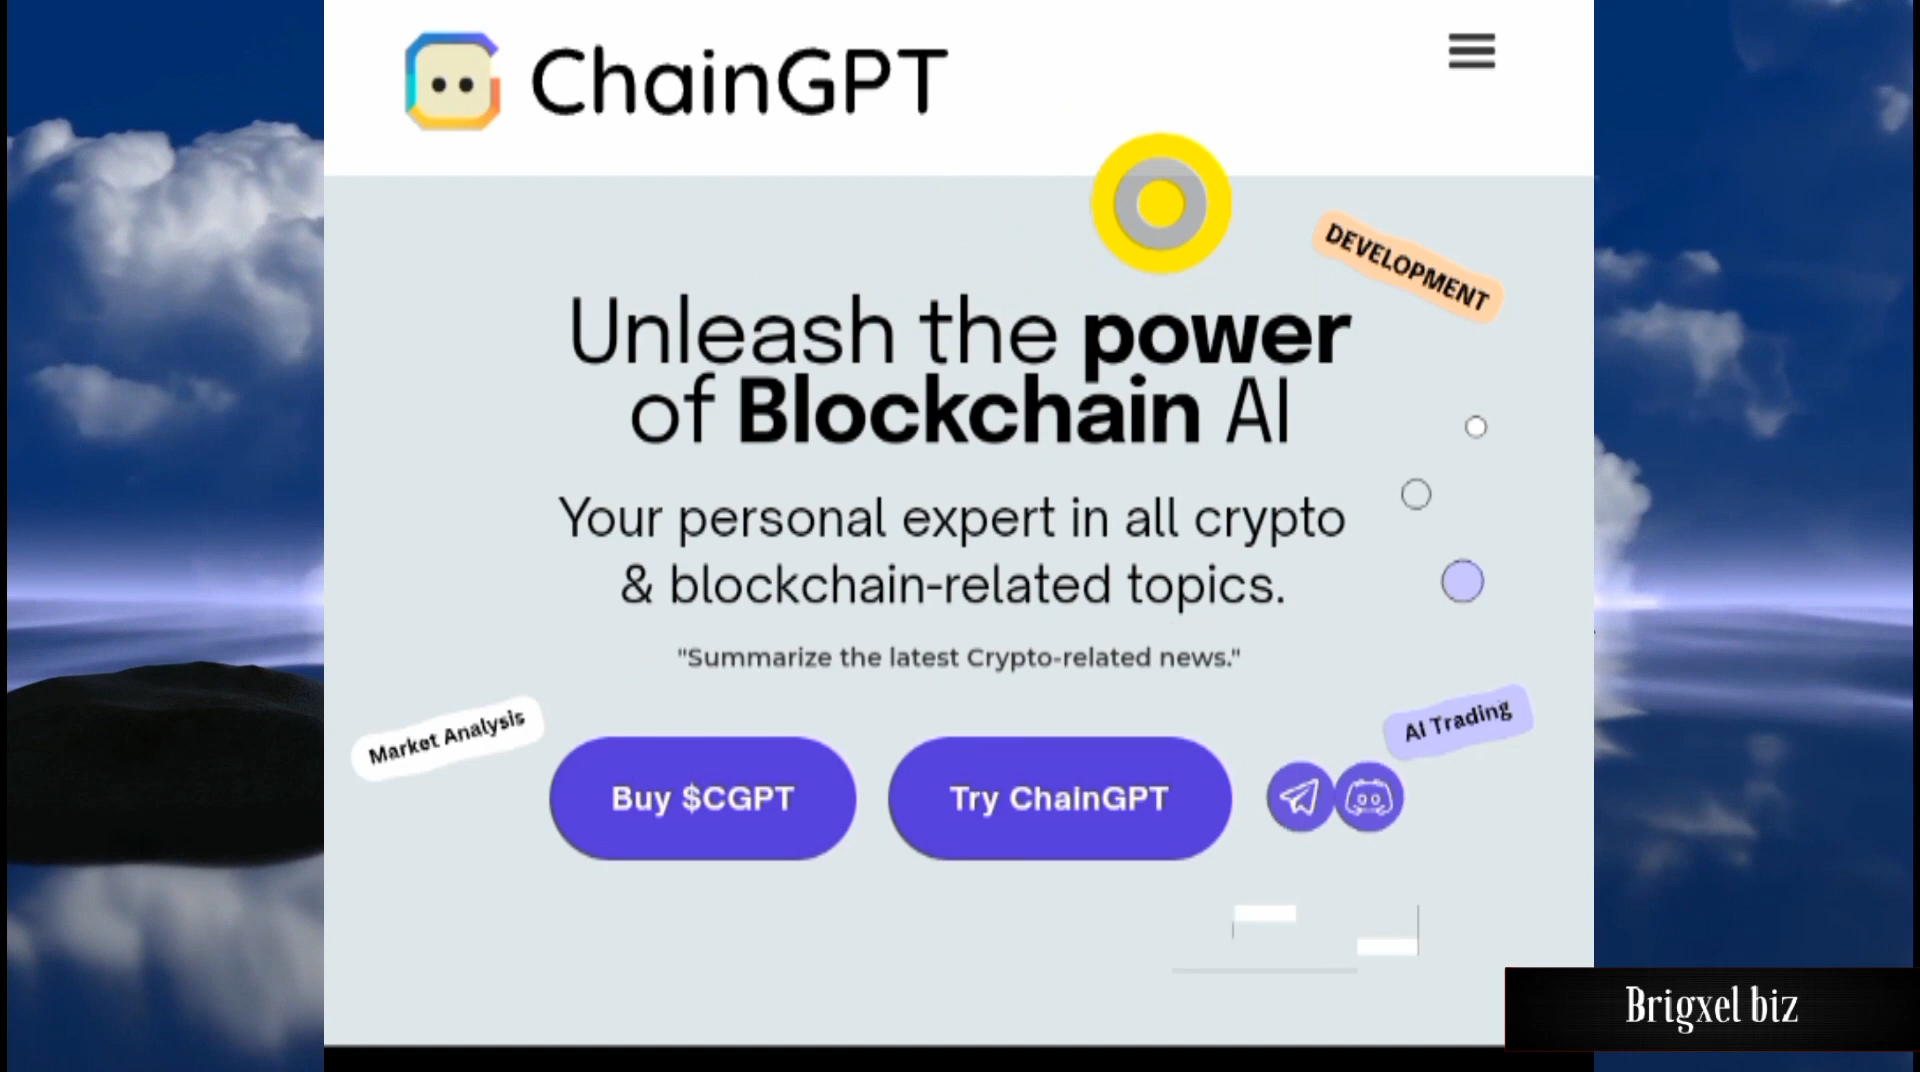 ChainGPT
DEVELOPMENT
Unleash the power
of Blockchain AI
Your personal expert in all crypto
& blockchain-related topics.
"Summarize the latest Crypto-related news."
Market Analysis
AI Trading
Buy $CGPT
Try ChainGPT
Brigxel biz